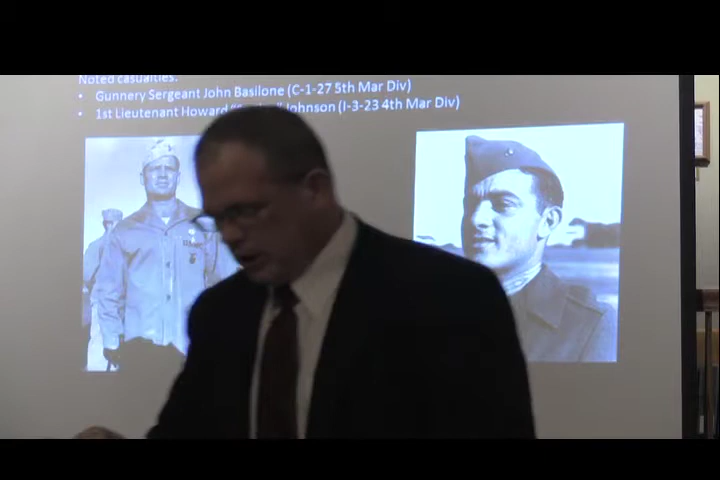 Noted casualties:
• Gunnery Sergeant John Basilone (C-1-27 5th Mar Div)
• 1st Lieutenant Howard Johnson (I-3-23 4th Mar Div)